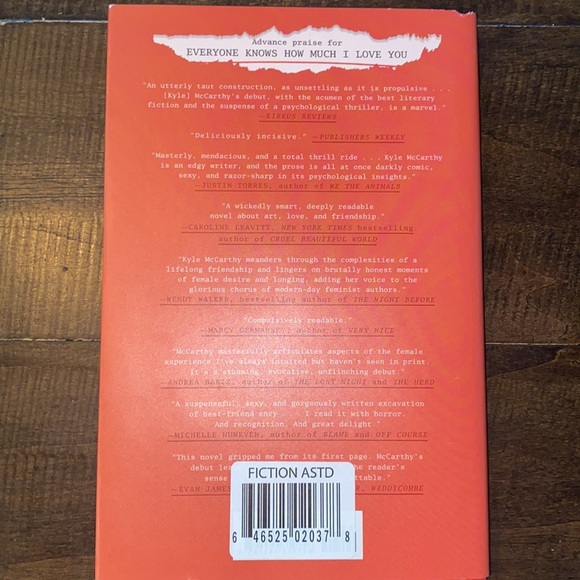 Advance praise for
EVERYONE KNOWS HOW MUCH I LOVE YOU
"An utterly taut construction, as unsettling as it is propulsive . . .
[Kyle] McCarthy's debut, with the acumen of the best literary
fiction and the suspense of a psychological thriller, is a marvel."
—KIRKUS REVIEWS
"Deliciously incisive." —PUBLISHERS WEEKLY
"Masterly, mendacious, and a total thrill ride . . . Kyle McCarthy
is an edgy writer, and the prose is all at once darkly comic,
sexy, and razor-sharp in its psychological insights."
—JUSTIN TORRES, author of WE THE ANIMALS
"A wickedly smart, deeply readable
novel about art, love, and friendship."
—CAROLINE LEAVITT, NEW YORK TIMES bestselling
author of CRUEL BEAUTIFUL WORLD
"Kyle McCarthy meanders through the complexities of a
lifelong friendship and lingers on brutally honest moments
of female desire and longing, adding her voice to the
glorious chorus of modern-day feminist authors."
—WENDY WALKER, bestselling author of THE NIGHT BEFORE
"Compulsively readable."
—MARCY DERMANSKY, author of VERY NICE
"McCarthy masterfully articulates aspects of the female
experience I've always intuited but haven't seen in print.
It's a stunning, evocative, unflinching debut."
—ANDREA BARTZ, author of THE LOST NIGHT and THE HERD
"A suspenseful, sexy, and gorgeously written excavation
of best-friend envy . . . I read it with horror.
And recognition. And great delight."
—MICHELLE HUNEVEN, author of BLAME and OFF COURSE
"This novel gripped me from its first page. McCarthy's
debut the reader's
sense
—EVAN JAMES WIDDICOMBE
FICTION ASTD
6 46525 02037 8